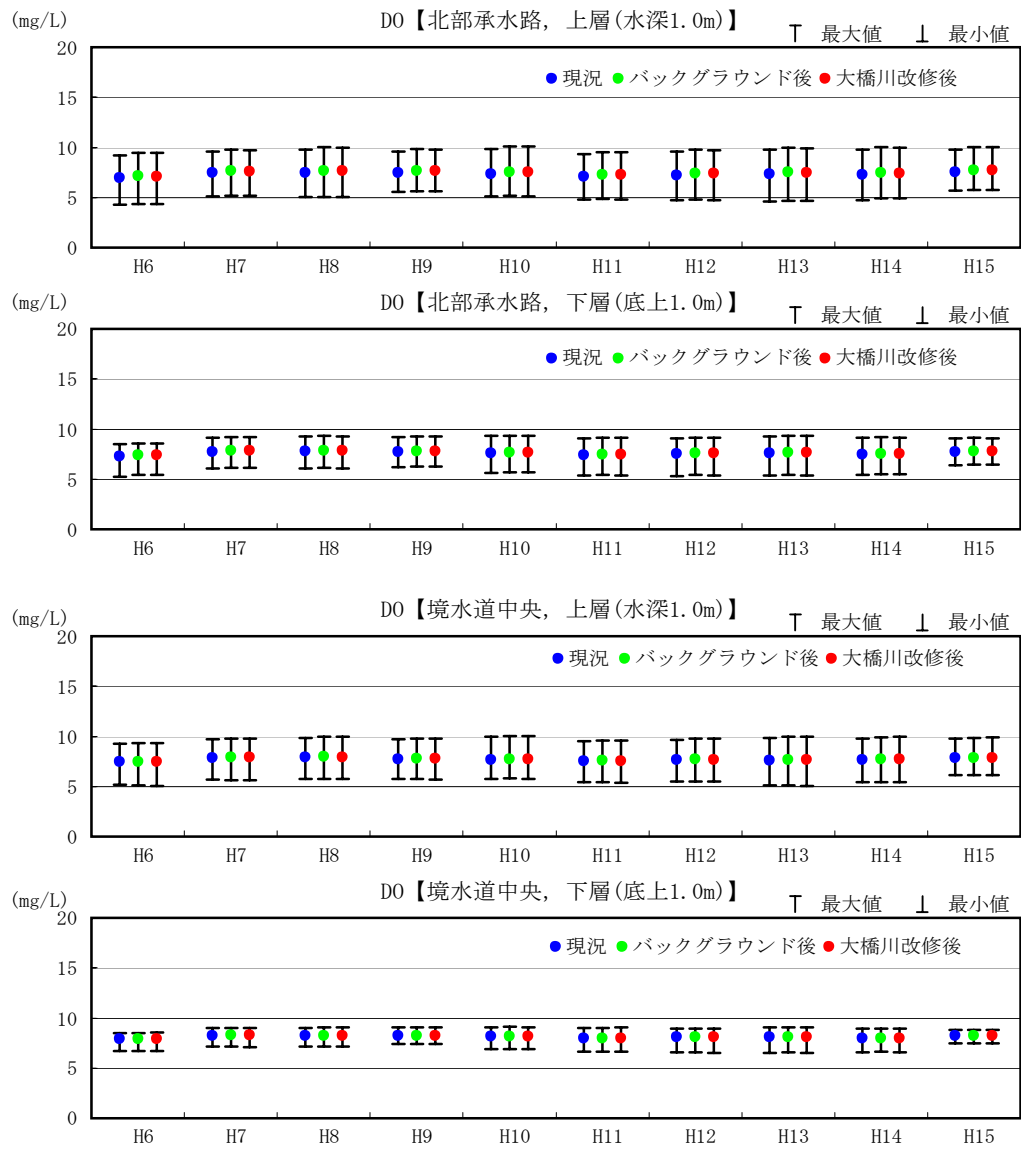 (mg/L) DO【北部承水路, 上層(水深1.0m)】 最大値 最小値
20
● 現況 ● バックグラウンド後 ● 大橋川改修後
15
10
5
0
H6 H7 H8 H9 H10 H11 H12 H13 H14 H15
(mg/L) DO【北部承水路, 下層(底上1.0m)】 最大値 最小値
20
● 現況 ● バックグラウンド後 ● 大橋川改修後
15
10
5
0
H6 H7 H8 H9 H10 H11 H12 H13 H14 H15
(mg/L) DO【境水道中央, 上層(水深1.0m)】 最大値 最小値
20
● 現況 ● バックグラウンド後 ● 大橋川改修後
15
10
5
0
H6 H7 H8 H9 H10 H11 H12 H13 H14 H15
(mg/L) DO【境水道中央, 下層(底上1.0m)】 最大値 最小値
20
● 現況 ● バックグラウンド後 ● 大橋川改修後
15
10
5
0
H6 H7 H8 H9 H10 H11 H12 H13 H14 H15